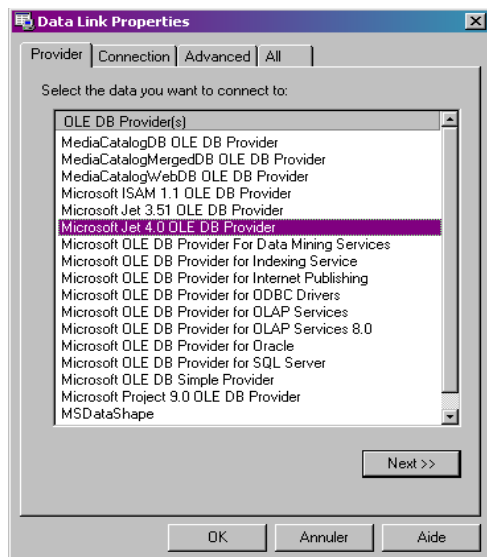 Data Link Properties
Provider Connection Advanced All
Select the data you want to connect to:
OLE DB Provider(s)
MediaCatalogDB OLE DB Provider
MediaCatalogMergedDB OLE DB Provider
MediaCatalogWebDB OLE DB Provider
Microsoft ISAM 1.1 OLE DB Provider
Microsoft Jet 3.51 OLE DB Provider
Microsoft Jet 4.0 OLE DB Provider
Microsoft OLE DB Provider For Data Mining Services
Microsoft OLE DB Provider for Indexing Service
Microsoft OLE DB Provider for Internet Publishing
Microsoft OLE DB Provider for ODBC Drivers
Microsoft OLE DB Provider for OLAP Services
Microsoft OLE DB Provider for OLAP Services 8.0
Microsoft OLE DB Provider for Oracle
Microsoft OLE DB Provider for SQL Server
Microsoft OLE DB Simple Provider
Microsoft Project 9.0 OLE DB Provider
MSDataShape
Next >>
OK Annuler Aide